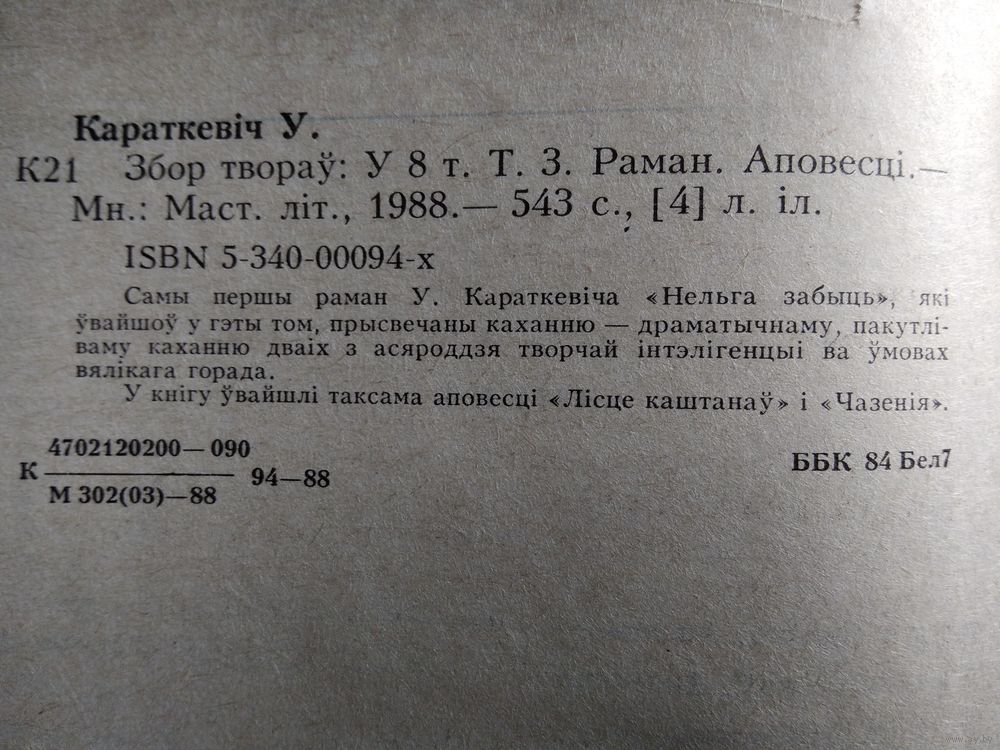 Караткевіч У.
К21 Збор твораў: У 8 т. Т. 3. Раман. Аповесці.—
Мн.: Маст. літ., 1988.— 543 с., [4] л. іл.
ISBN 5-340-00094-х
Самы першы раман У. Караткевіча «Нельга забыць», які
ўвайшоў у гэты том, прысвечаны каханню — драматычнаму, пакутлі-
ваму каханню дваіх з асяроддзя творчай інтэлігенцыі ва ўмовах
вялікага горада.
У кнігу ўвайшлі таксама аповесці «Лісце каштанаў» і «Чазенія».
4702120200—090
К 94—88
М 302(03)—88
ББК 84 Бел7
www.ay.by